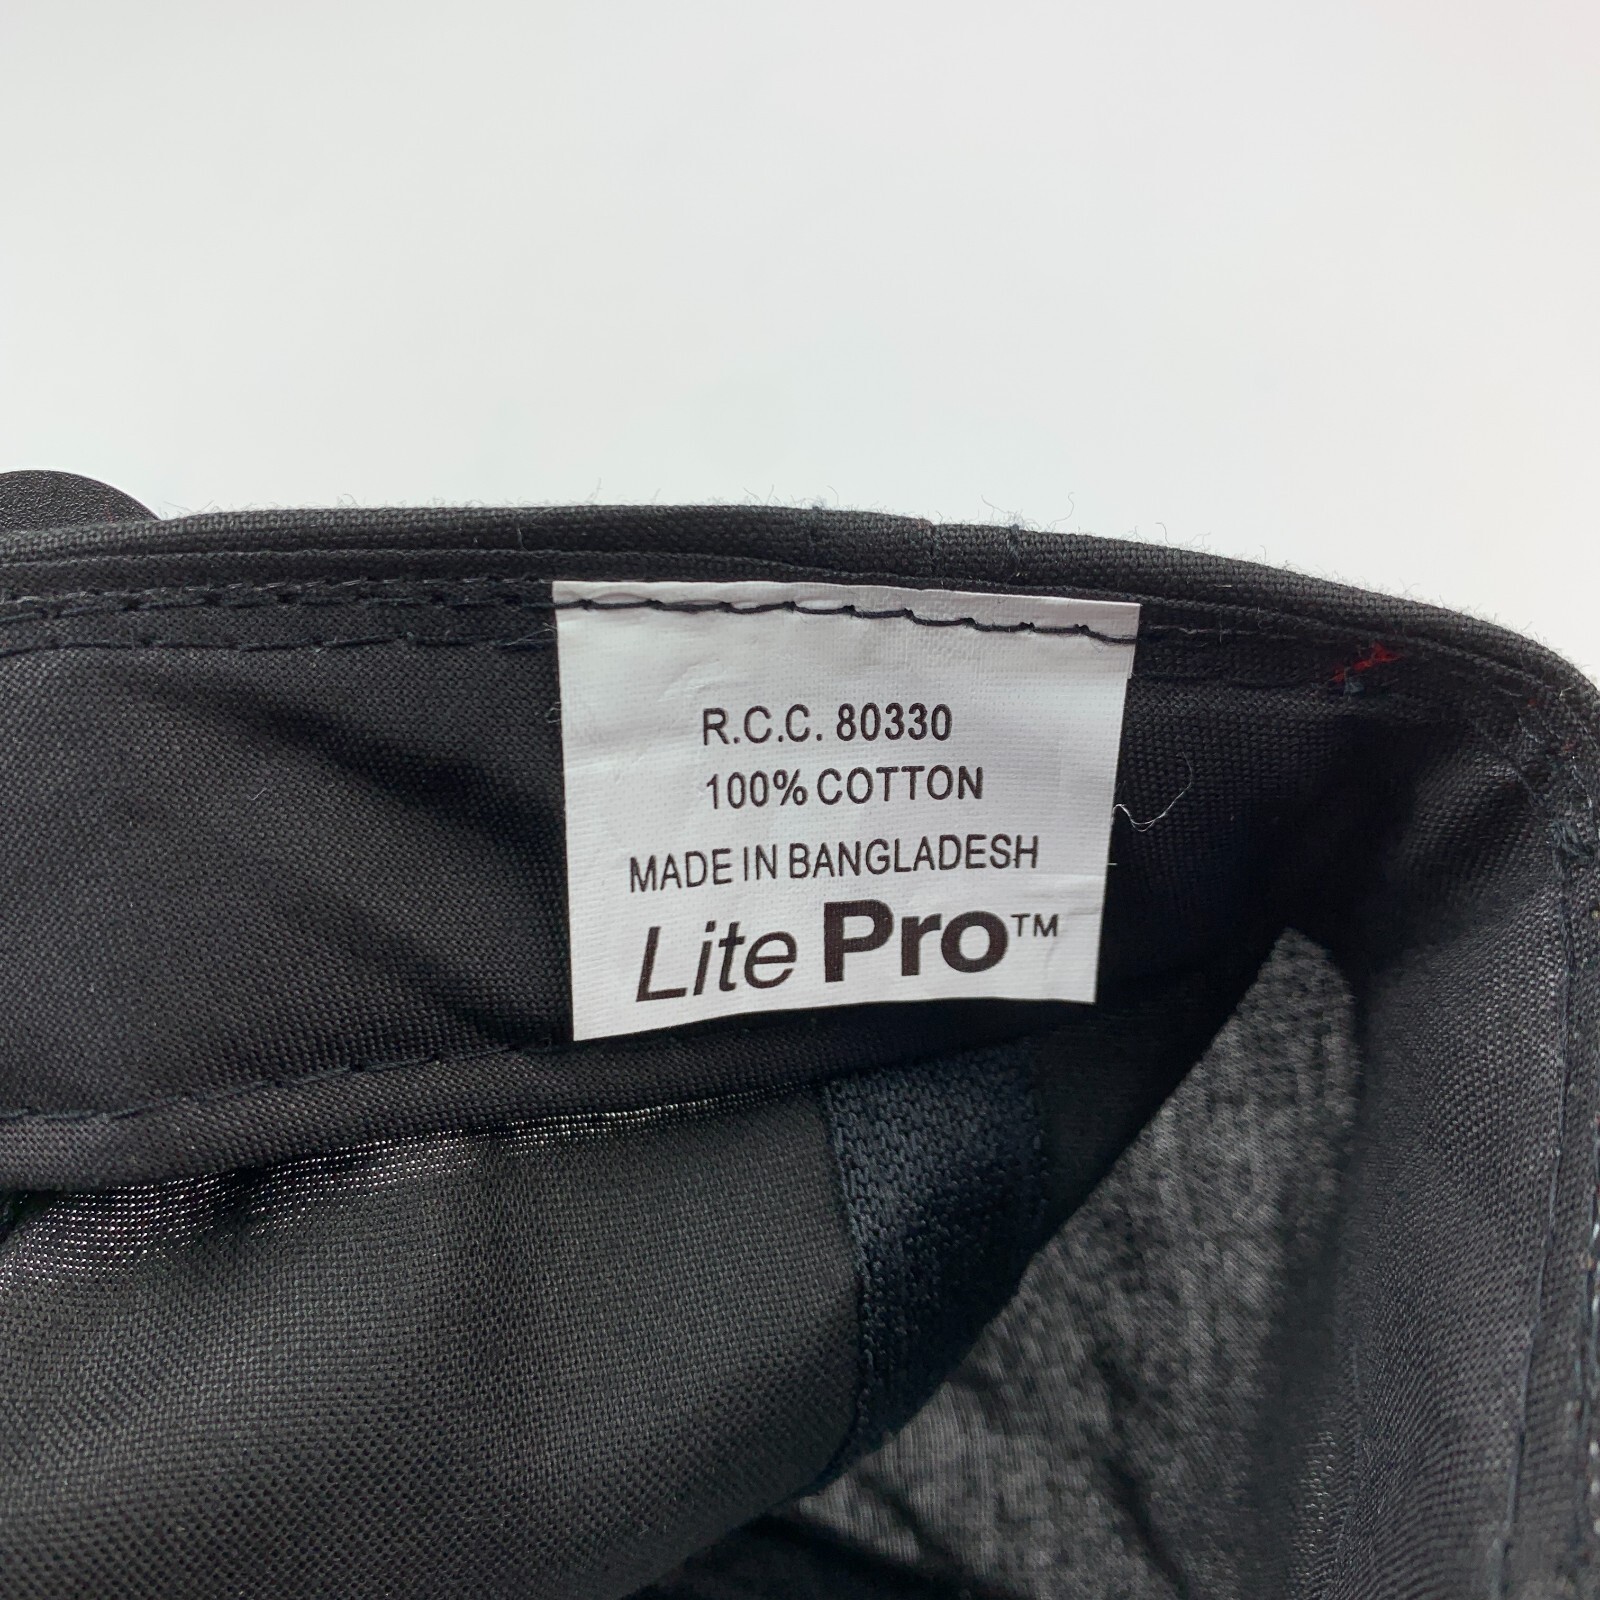 R.C.C. 80330
100% COTTON
MADE IN BANGLADESH
Lite Pro™